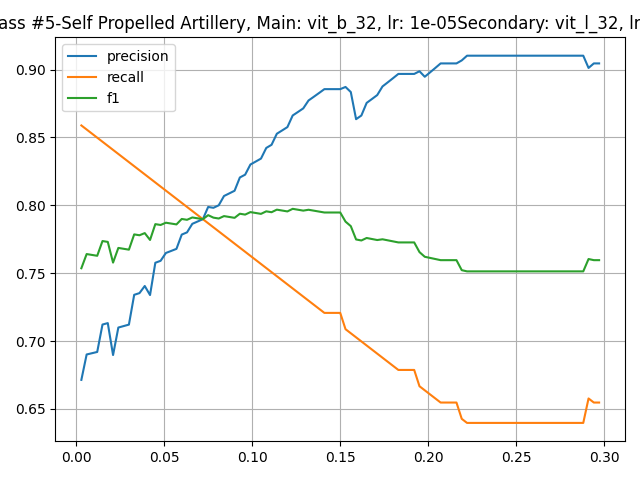 ass #5-Self Propelled Artillery, Main: vit_b_32, lr: 1e-05Secondary: vit_l_32, lr
precision
recall
f1
0.90
0.85
0.80
0.75
0.70
0.65
0.00 0.05 0.10 0.15 0.20 0.25 0.30